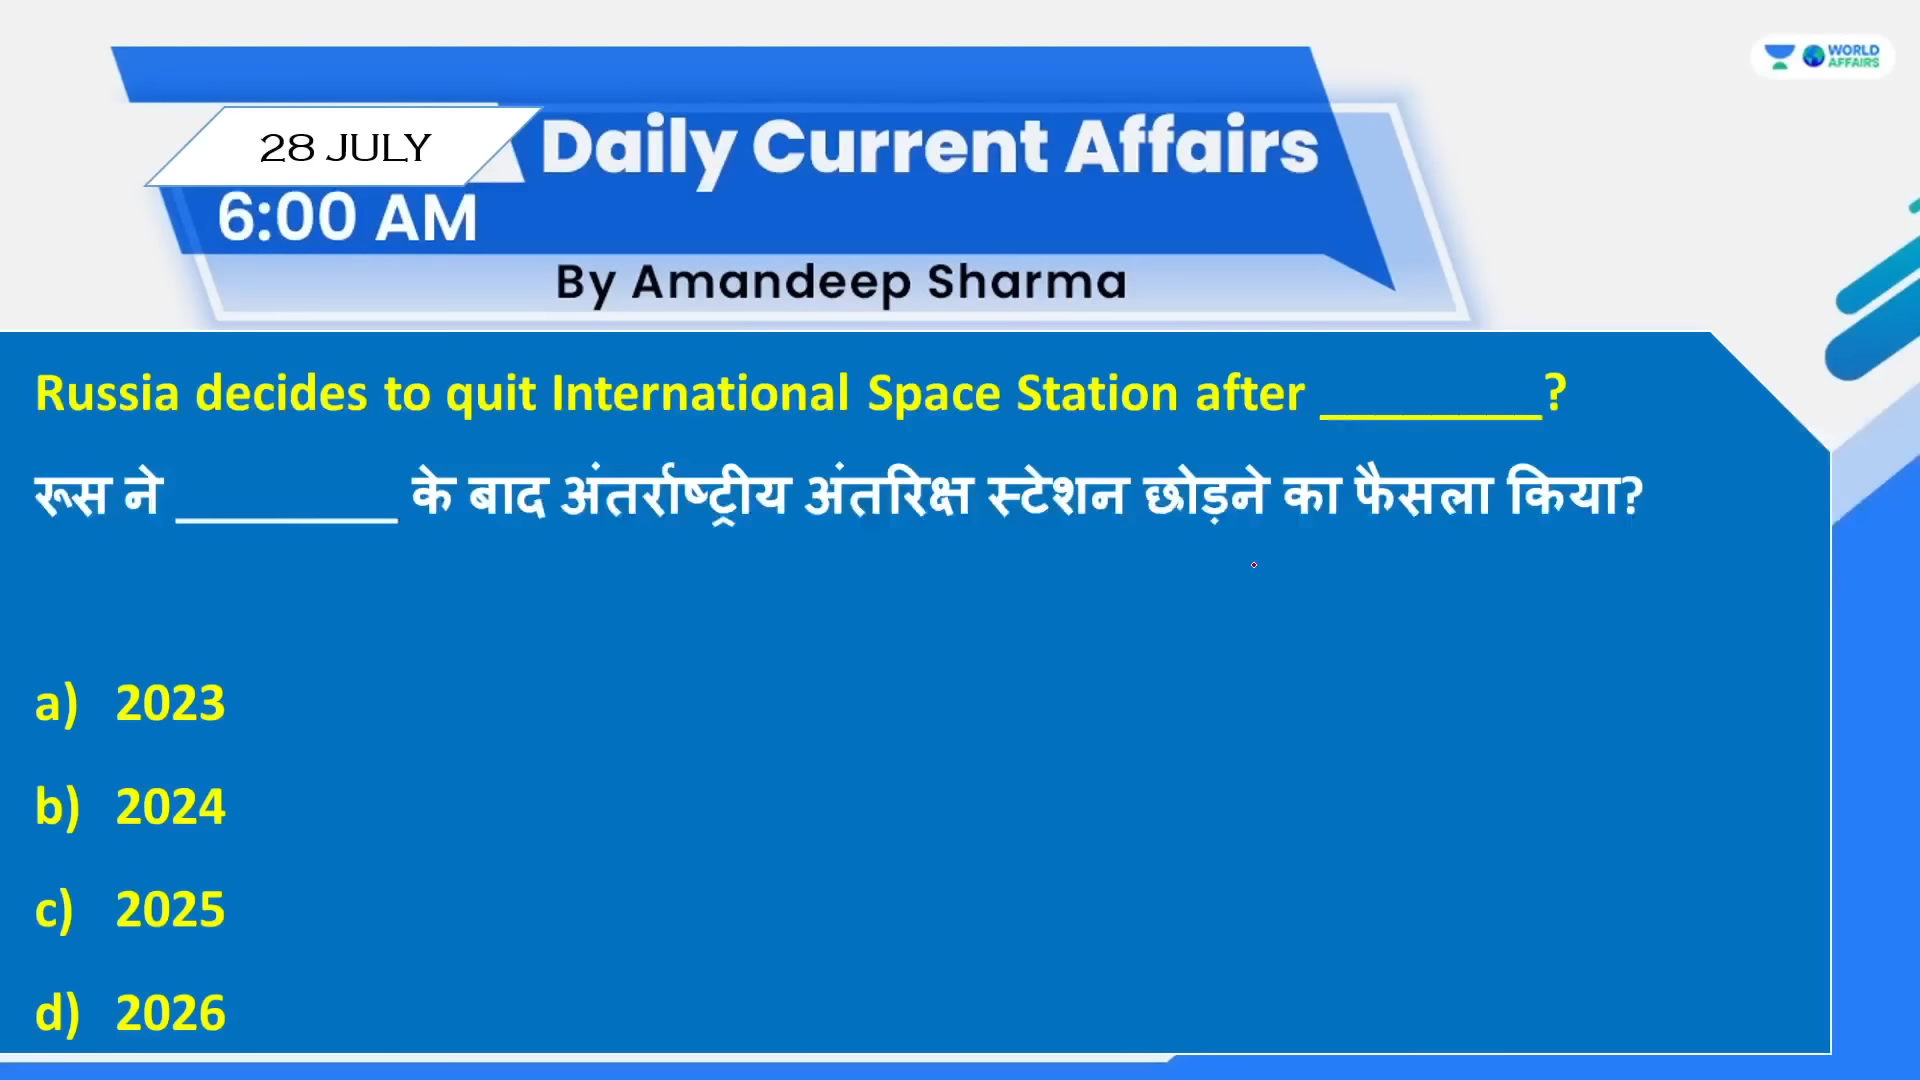 WORLD
AFFAIRS
28 JULY
Daily Current Affairs
6:00 AM
By Amandeep Sharma
Russia decides to quit International Space Station after ________?
रूस ने ________ के बाद अंतर्राष्ट्रीय अंतरिक्ष स्टेशन छोड़ने का फैसला किया?
a) 2023
b) 2024
c) 2025
d) 2026